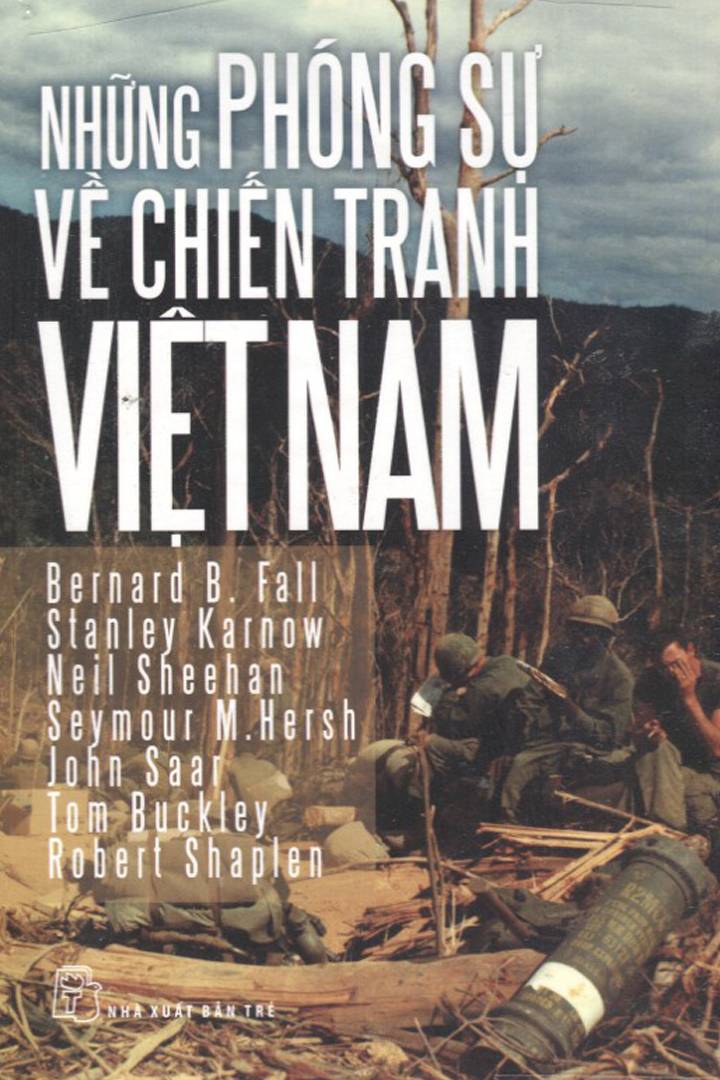 NHỮNG PHÓNG SỰ
VỀ CHIẾN TRANH
VIỆT NAM
Bernard B. Fall
Stanley Karnow
Neil Sheehan
Seymour M.Hersh
John Saar
Tom Buckley
Robert Shaplen
NHÀ XUẤT BẢN TRẺ